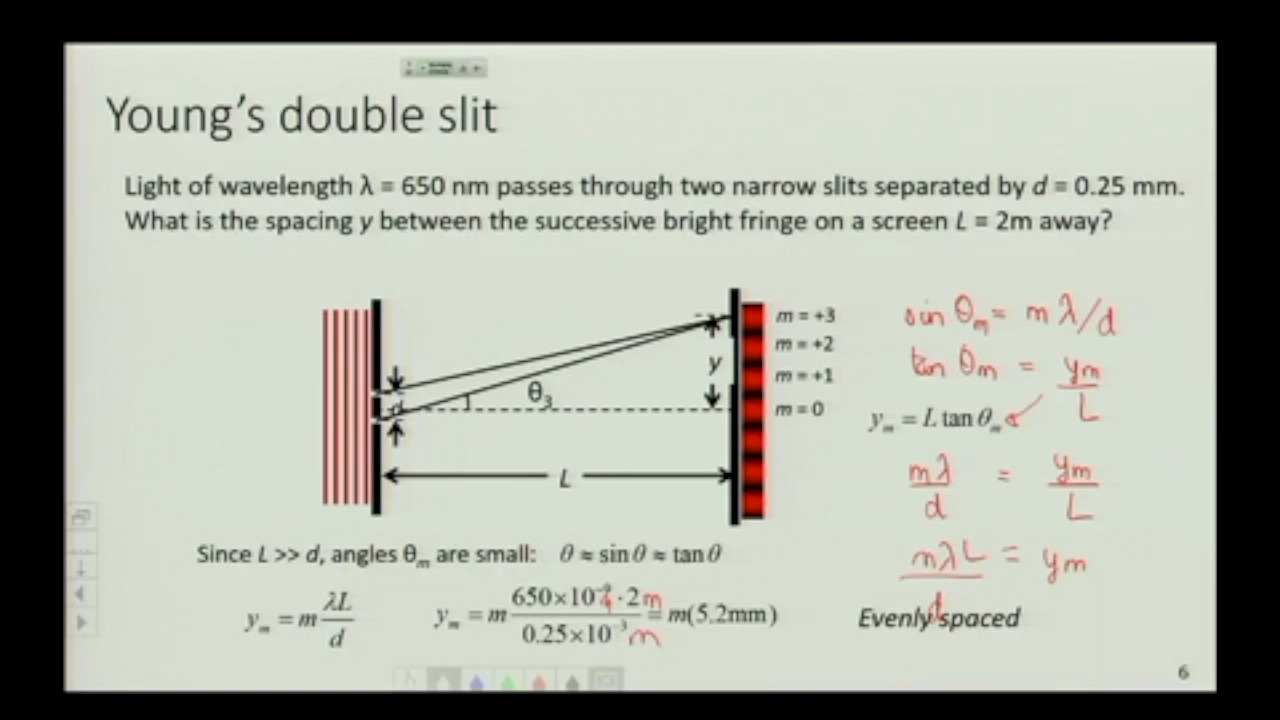 Young's double slit
Light of wavelength λ = 650 nm passes through two narrow slits separated by d = 0.25 mm.
What is the spacing y between the successive bright fringe on a screen L = 2m away?
m = +3
m = +2
m = +1
m = 0
y
θ₃
d
L
sin θₘ = mλ/d
tan θₘ = yₘ/L
yₘ = L tan θₘ
mλ/d = yₘ/L
mλL/d = yₘ
Since L >> d, angles θₘ are small: θ ≈ sin θ ≈ tan θ
yₘ = m λL/d
yₘ = m 650×10⁻⁹ · 2m / 0.25×10⁻³ m = m(5.2mm)
Evenly spaced
6